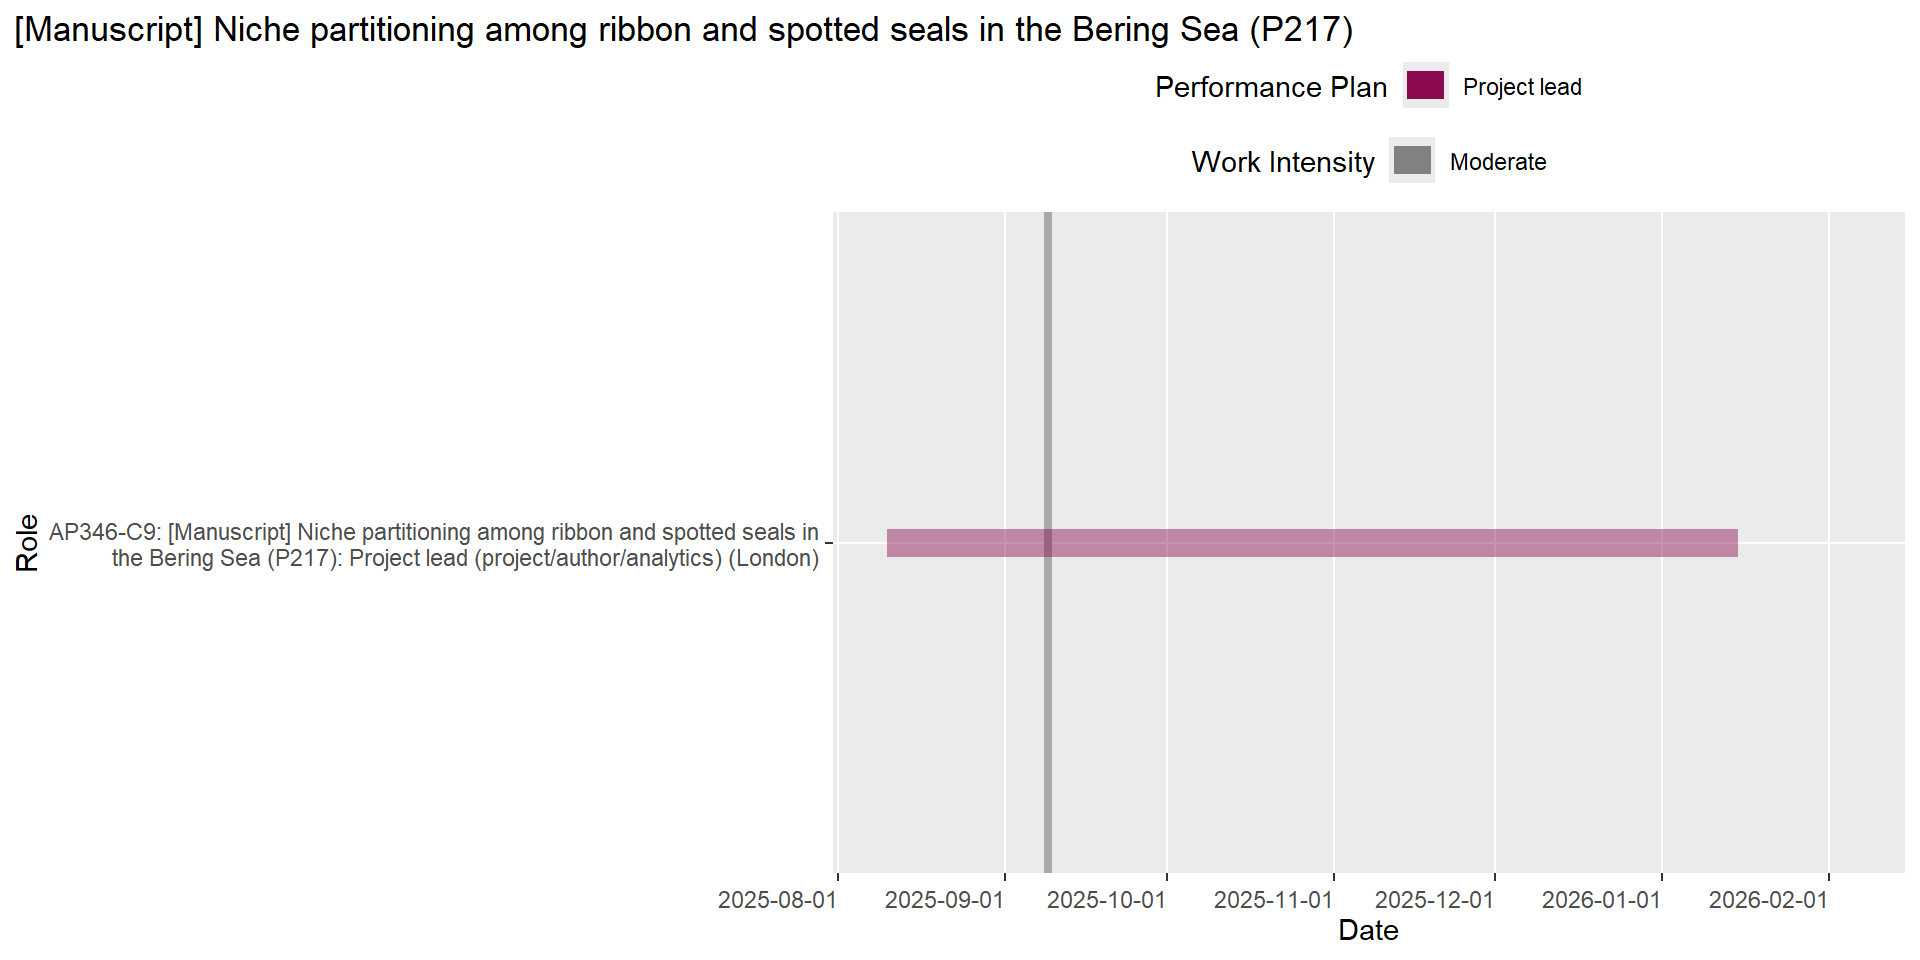 [Manuscript] Niche partitioning among ribbon and spotted seals in the Bering Sea (P217)
Performance Plan
Project lead
Work Intensity
Moderate
Role
AP346-C9: [Manuscript] Niche partitioning among ribbon and spotted seals in
the Bering Sea (P217): Project lead (project/author/analytics) (London)
2025-08-01
2025-09-01
2025-10-01
2025-11-01
2025-12-01
2026-01-01
2026-02-01
Date